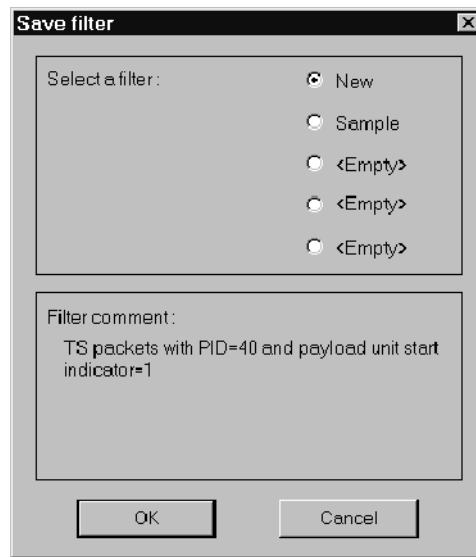 Save filter
Select a filter:
New
Sample
<Empty>
<Empty>
<Empty>
Filter comment:
TS packets with PID=40 and payload unit start
indicator=1
OK
Cancel